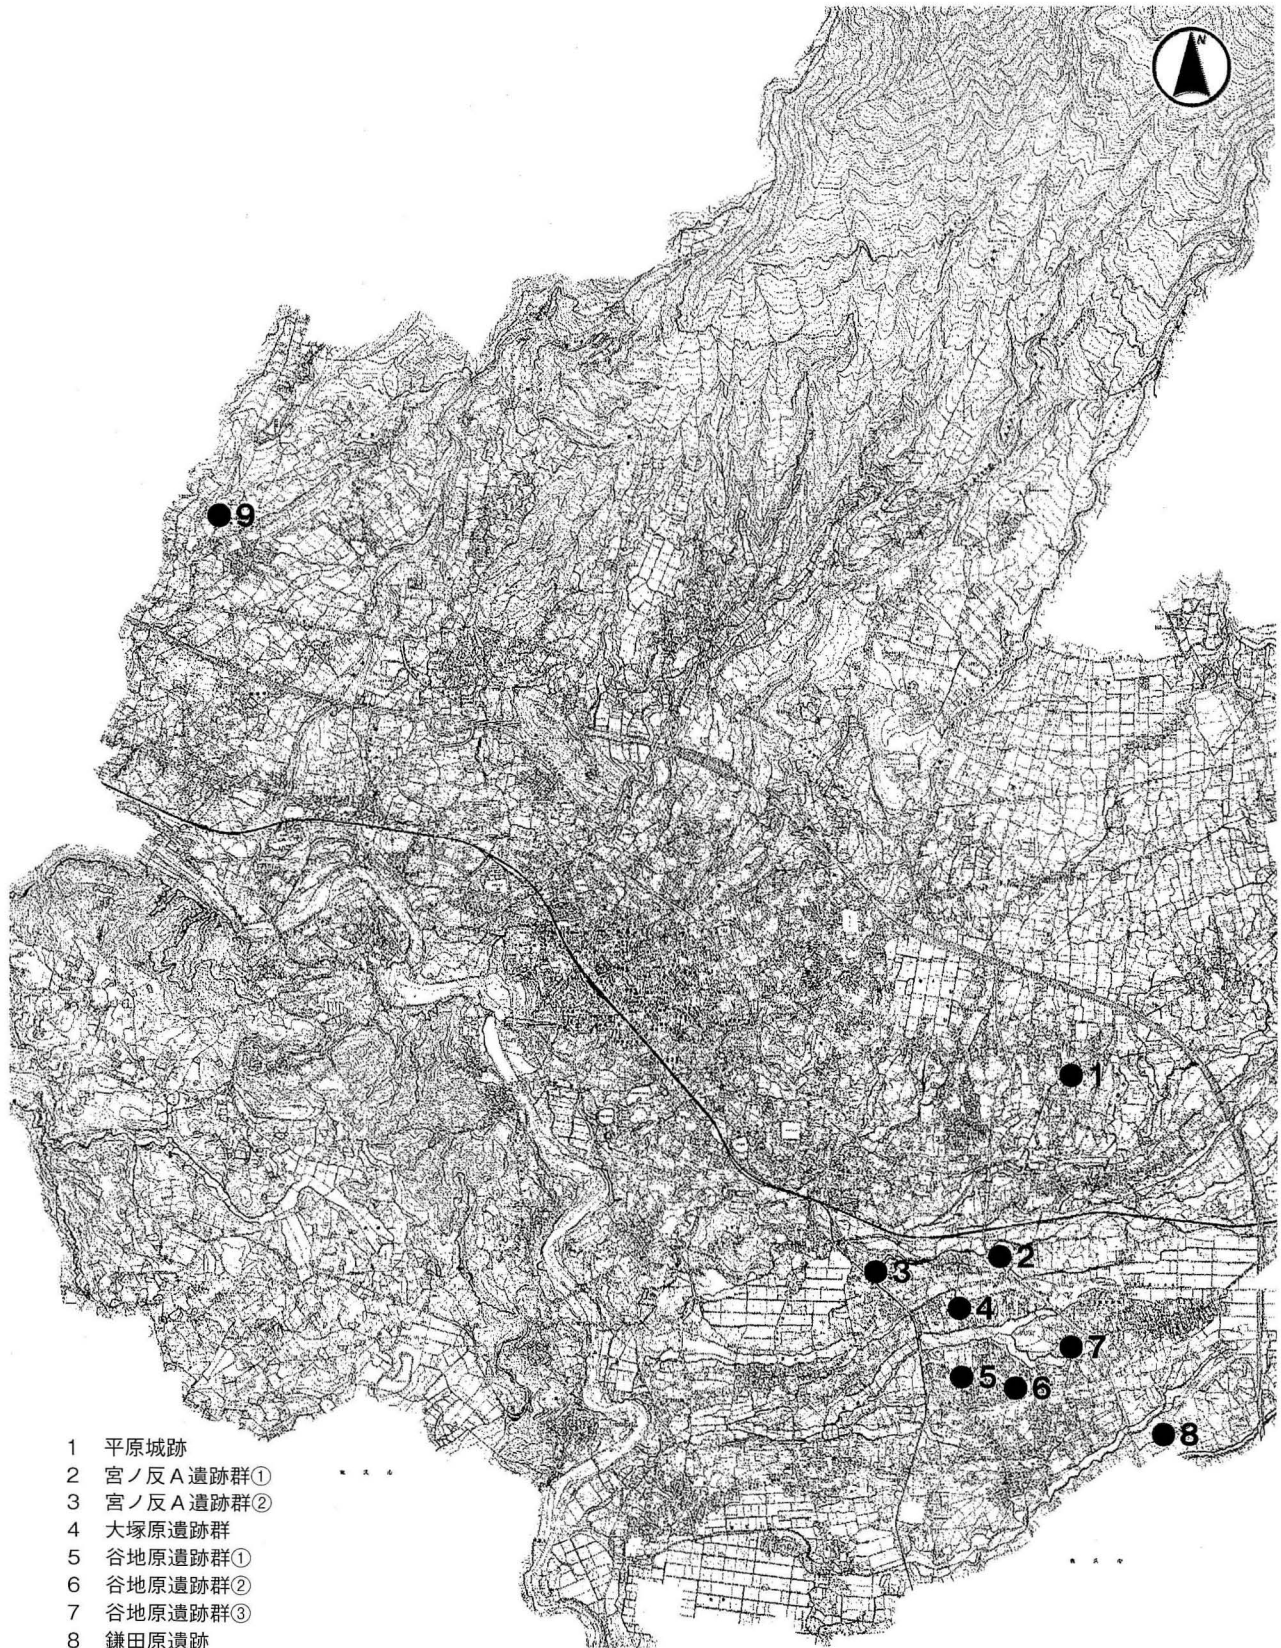 N
9
1
2
3
4
7
5
6
8
1 平原城跡
2 宮ノ反A遺跡群①
3 宮ノ反A遺跡群②
4 大塚原遺跡群
5 谷地原遺跡群①
6 谷地原遺跡群②
7 谷地原遺跡群③
8 鎌田原遺跡